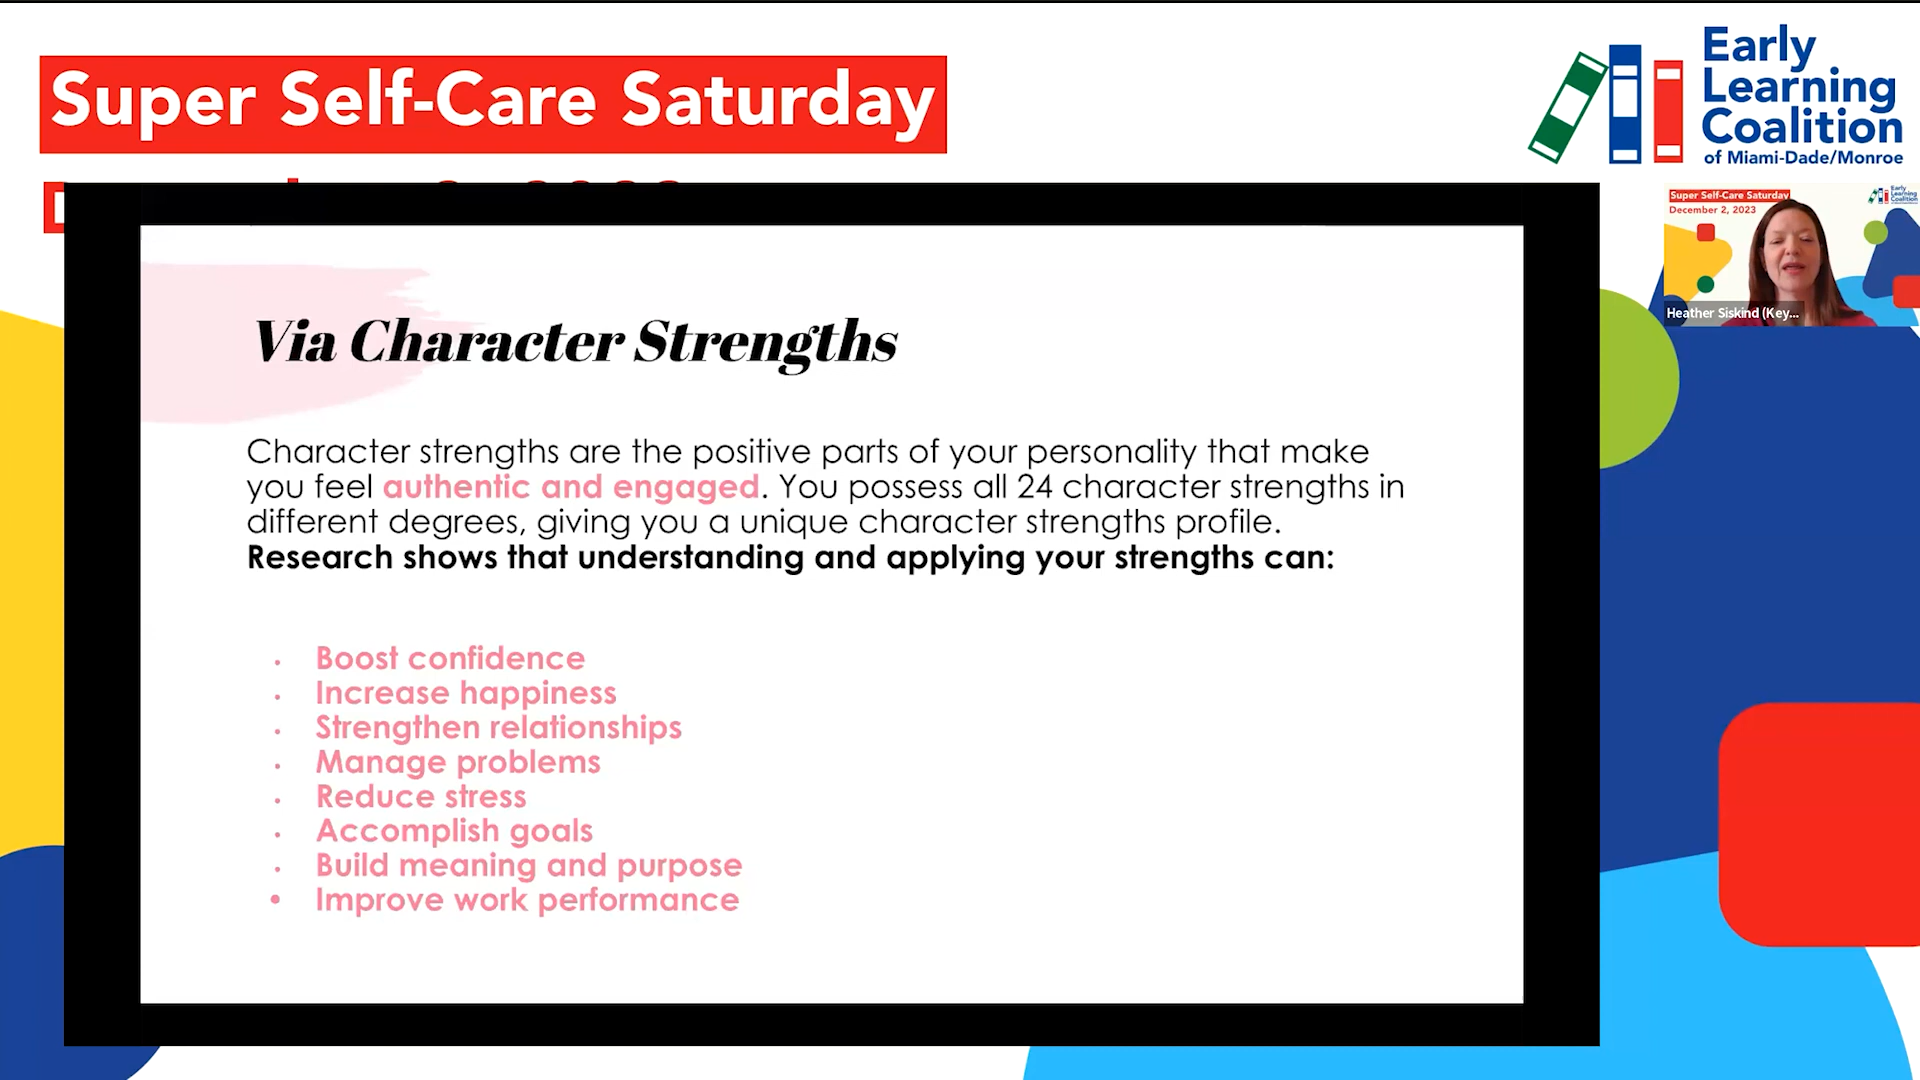 Super Self-Care Saturday
Early
Learning
Coalition
of Miami-Dade/Monroe
Super Self-Care Saturday
December 2, 2023
Early
Learning
Coalition
Heather Siskind (Key...
Via Character Strengths
Character strengths are the positive parts of your personality that make
you feel authentic and engaged. You possess all 24 character strengths in
different degrees, giving you a unique character strengths profile.
Research shows that understanding and applying your strengths can:
• Boost confidence
• Increase happiness
• Strengthen relationships
• Manage problems
• Reduce stress
• Accomplish goals
• Build meaning and purpose
• Improve work performance